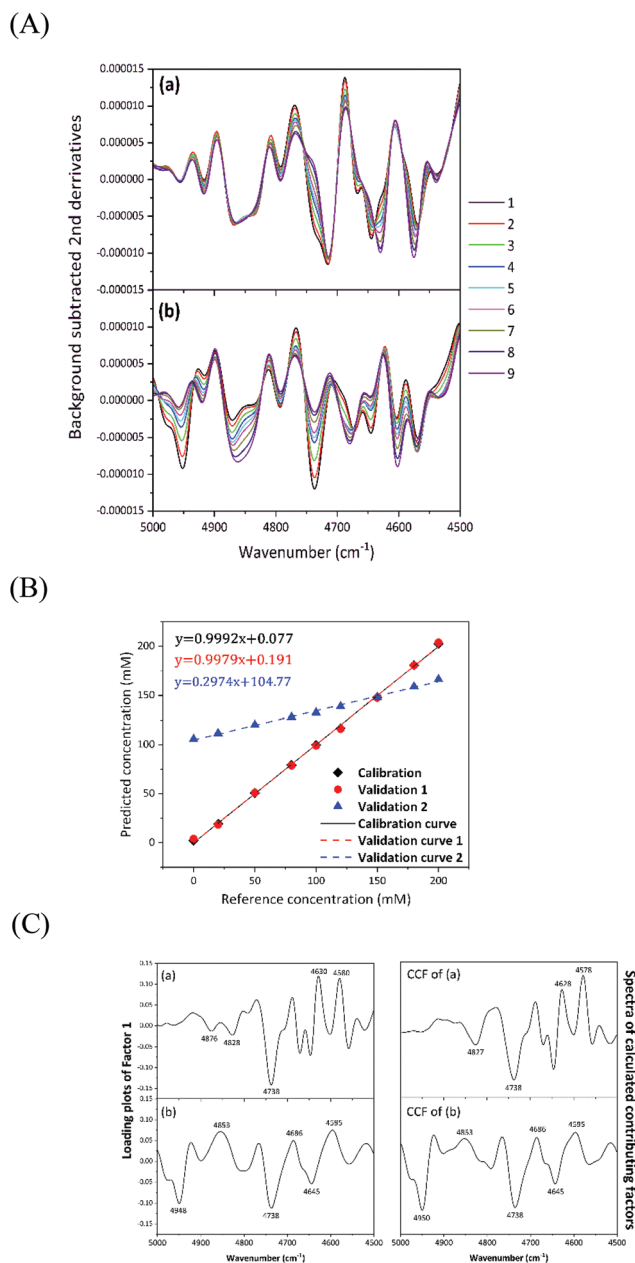 (A)
Background subtracted 2nd derrivatives
(a)
0.000015
0.000010
0.000005
0.000000
-0.000005
-0.000010
-0.000015
1
2
3
4
5
6
7
8
9
(b)
0.000010
0.000005
0.000000
-0.000005
-0.000010
-0.000015
5000 4900 4800 4700 4600 4500
Wavenumber (cm-1)
(B)
Predicted concentration (mM)
200
150
100
50
0
y=0.9992x+0.077
y=0.9979x+0.191
y=0.2974x+104.77
Calibration
Validation 1
Validation 2
Calibration curve
Validation curve 1
Validation curve 2
0 50 100 150 200
Reference concentration (mM)
(C)
Loading plots of Factor 1
(a)
0.15
0.10
0.05
0.00
-0.05
-0.10
0.15
4876
4828
4738
4630
4580
(b)
0.10
0.05
0.00
-0.05
-0.10
-0.15
4948
4853
4738
4686
4645
4595
5000 4900 4800 4700 4600 4500
Wavenumber (cm-1)
CCF of (a)
4827
4738
4628
4578
CCF of (b)
4950
4853
4738
4686
4645
4595
5000 4900 4800 4700 4600 4500
Wavenumber (cm-1)
Spectra of calculated contributing factors